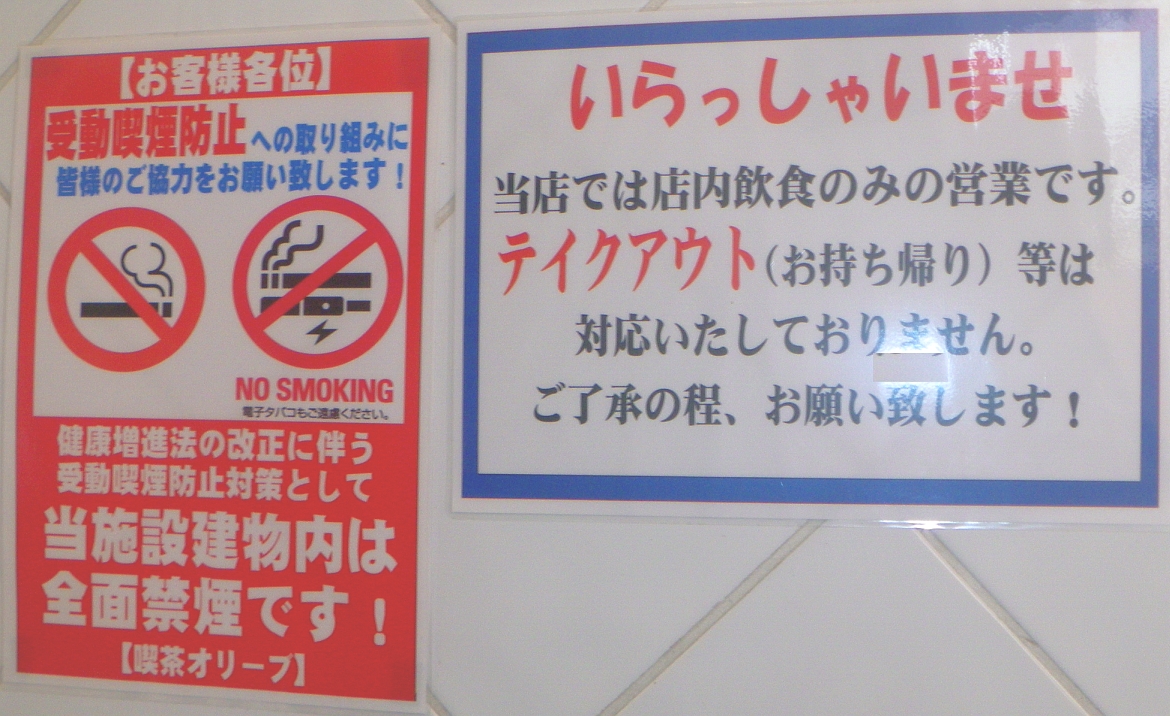 【お客様各位】
受動喫煙防止への取り組みに
皆様のご協力をお願い致します！
NO SMOKING
電子タバコもご遠慮ください。
健康増進法の改正に伴う
受動喫煙防止対策として
当施設建物内は
全面禁煙です！
【喫茶オリーブ】
いらっしゃいませ
当店では店内飲食のみの営業です。
テイクアウト（お持ち帰り）等は
対応いたしておりません。
ご了承の程、お願い致します！